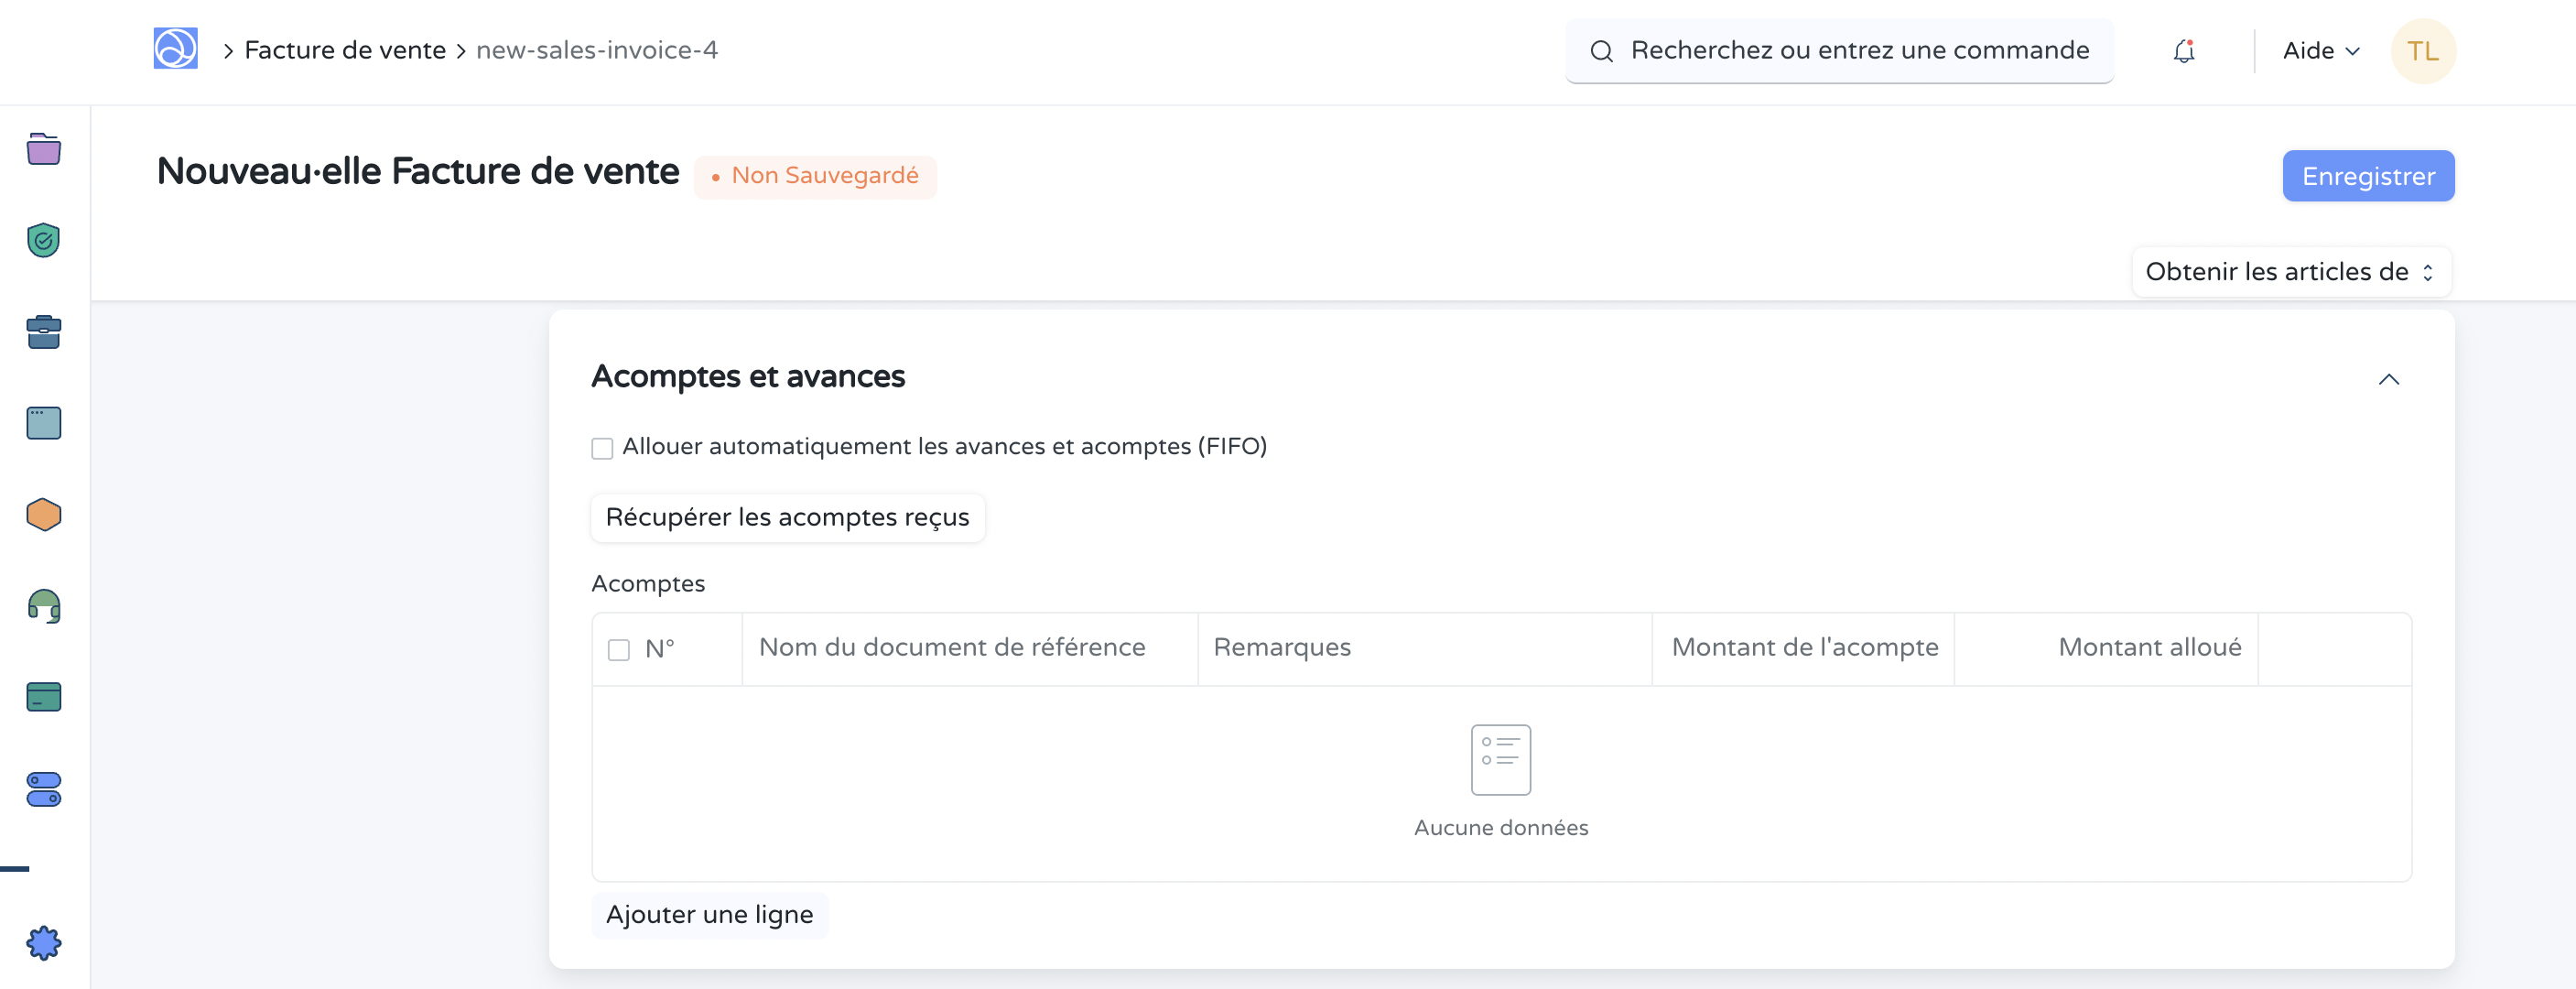 Facture de vente
new-sales-invoice-4
Recherchez ou entrez une commande
Aide
TL
Nouveau·elle Facture de vente
Non Sauvegardé
Enregistrer
Obtenir les articles de
Acomptes et avances
Allouer automatiquement les avances et acomptes (FIFO)
Récupérer les acomptes reçus
Acomptes
N°
Nom du document de référence
Remarques
Montant de l'acompte
Montant alloué
Aucune données
Ajouter une ligne